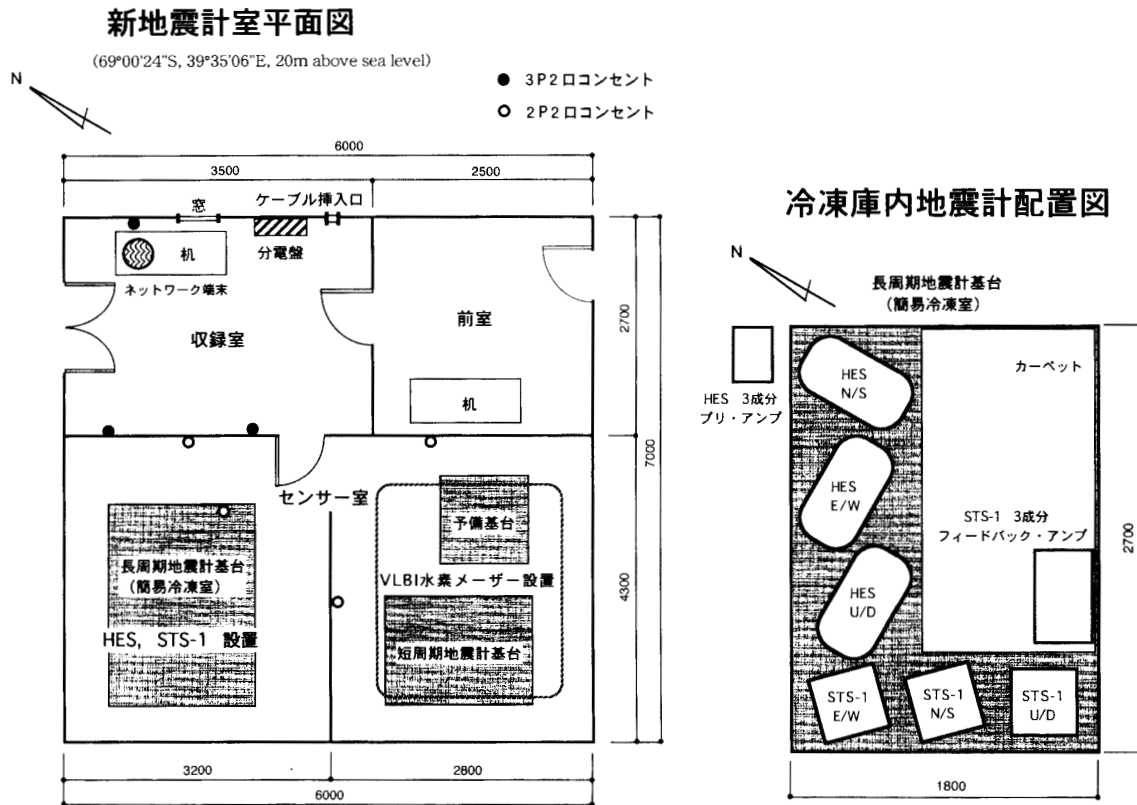 新地震計室平面図
(69°00'24"S, 39°35'06"E, 20m above sea level)
N
● 3P2口コンセント
○ 2P2口コンセント
6000
3500
2500
窓
ケーブル挿入口
机
分電盤
ネットワーク端末
収録室
前室
机
2700
7000
センサー室
予備基台
長周期地震計基台
(簡易冷凍室)
VLBI水素メーザー設置
HES, STS-1 設置
短周期地震計基台
4300
3200
2800
6000
冷凍庫内地震計配置図
N
長周期地震計基台
(簡易冷凍室)
HES
N/S
カーペット
HES 3成分
プリ・アンプ
HES
E/W
STS-1 3成分
フィードバック・アンプ
HES
U/D
STS-1
E/W
STS-1
N/S
STS-1
U/D
2700
1800